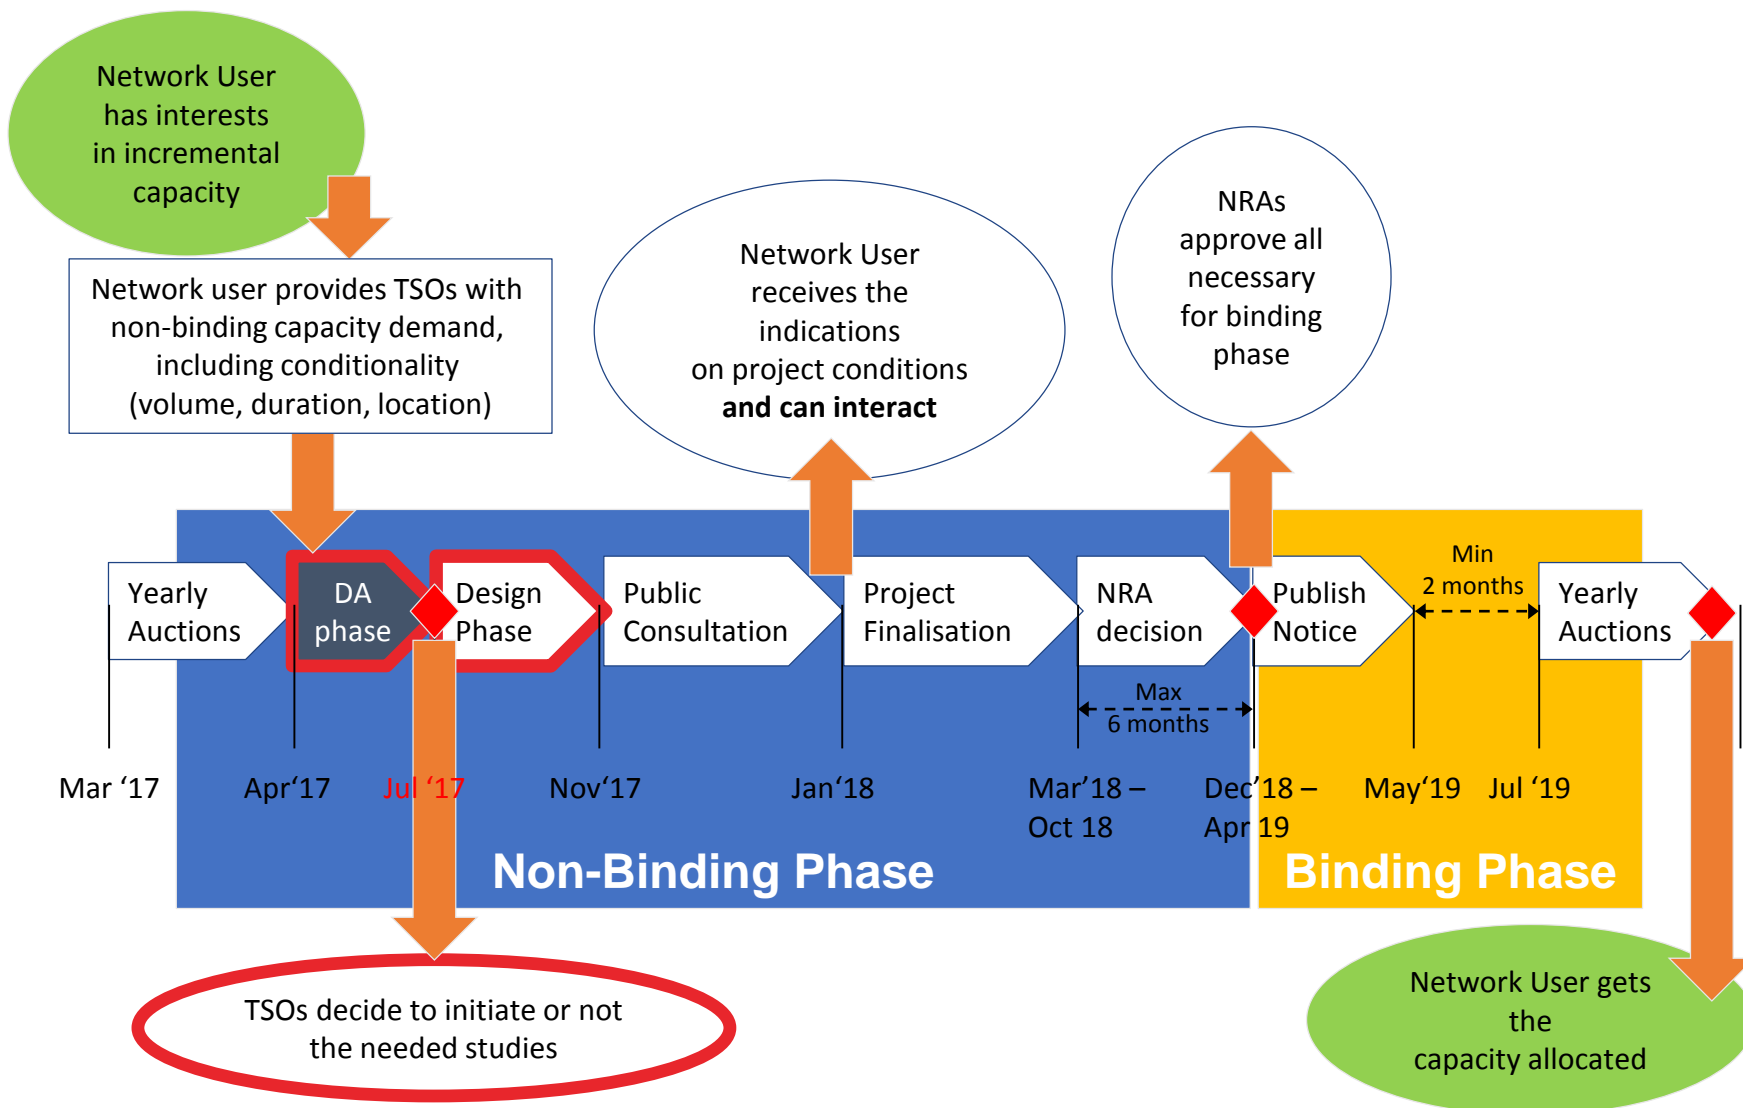 Network User
has interests
in incremental
capacity
Network user provides TSOs with
non-binding capacity demand,
including conditionality
(volume, duration, location)
Network User
receives the
indications
on project conditions
and can interact
NRAs
approve all
necessary
for binding
phase
Yearly
Auctions
DA
phase
Design
Phase
Public
Consultation
Project
Finalisation
NRA
decision
Publish
Notice
Min
2 months
Yearly
Auctions
Max
6 months
Mar ‘17
Apr‘17
Jul ‘17
Nov‘17
Jan‘18
Mar’18 –
Oct 18
Dec’18 –
Apr 19
May‘19
Jul ‘19
Non-Binding Phase
Binding Phase
TSOs decide to initiate or not
the needed studies
Network User gets
the
capacity allocated